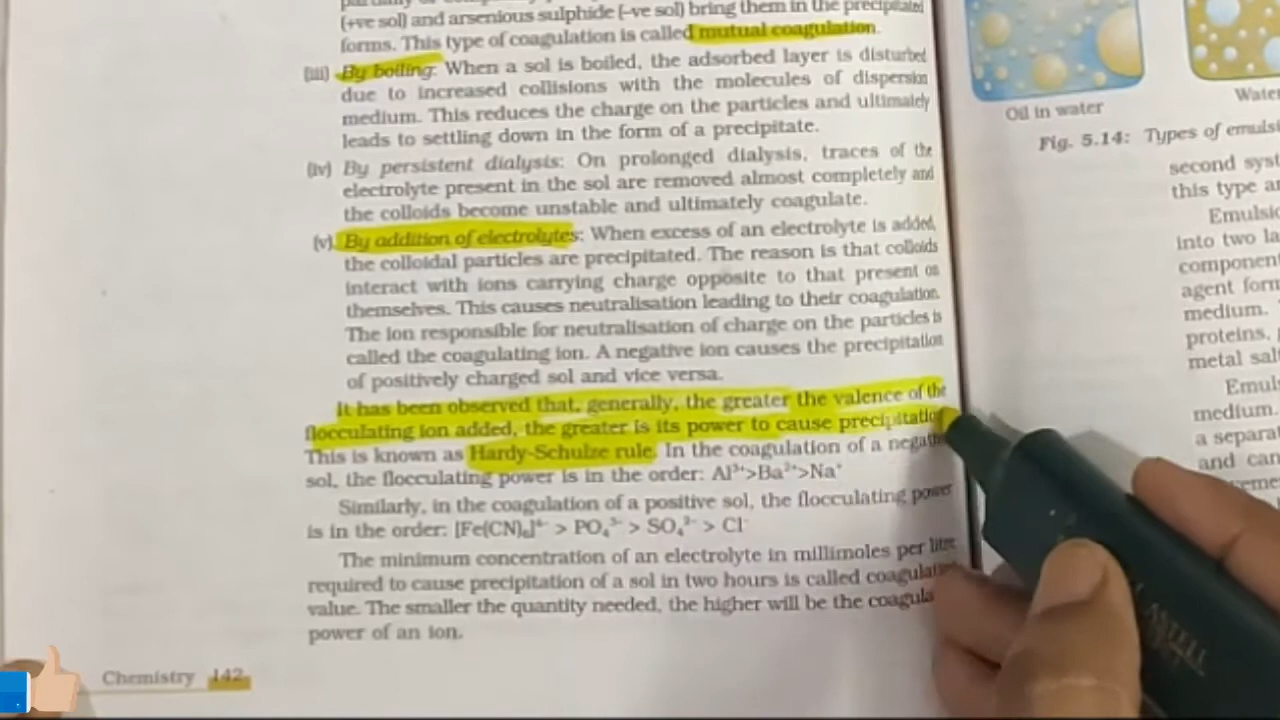 (+ve sol) and arsenious sulphide (–ve sol) bring them in the precipitated
forms. This type of coagulation is called mutual coagulation.
(iii) By boiling: When a sol is boiled, the adsorbed layer is disturbed
due to increased collisions with the molecules of dispersion
medium. This reduces the charge on the particles and ultimately
leads to settling down in the form of a precipitate.
(iv) By persistent dialysis: On prolonged dialysis, traces of the
electrolyte present in the sol are removed almost completely and
the colloids become unstable and ultimately coagulate.
(v) By addition of electrolytes: When excess of an electrolyte is added,
the colloidal particles are precipitated. The reason is that colloids
interact with ions carrying charge opposite to that present on
themselves. This causes neutralisation leading to their coagulation.
The ion responsible for neutralisation of charge on the particles is
called the coagulating ion. A negative ion causes the precipitation
of positively charged sol and vice versa.
It has been observed that, generally, the greater the valence of the
flocculating ion added, the greater is its power to cause precipitatio
This is known as Hardy-Schulze rule. In the coagulation of a negati
sol, the flocculating power is in the order: Al³⁺>Ba²⁺>Na⁺
Similarly, in the coagulation of a positive sol, the flocculating power
is in the order: [Fe(CN)₆]⁴⁻ > PO₄³⁻ > SO₄²⁻ > Cl⁻
The minimum concentration of an electrolyte in millimoles per litre
required to cause precipitation of a sol in two hours is called coagulati
value. The smaller the quantity needed, the higher will be the coagula
power of an ion.
Chemistry 142
Oil in water
Water
Fig. 5.14: Types of emulsi
second syst
this type ar
Emulsio
into two la
component
agent form
medium.
proteins,
metal salt
Emuls
medium.
a separat
and can